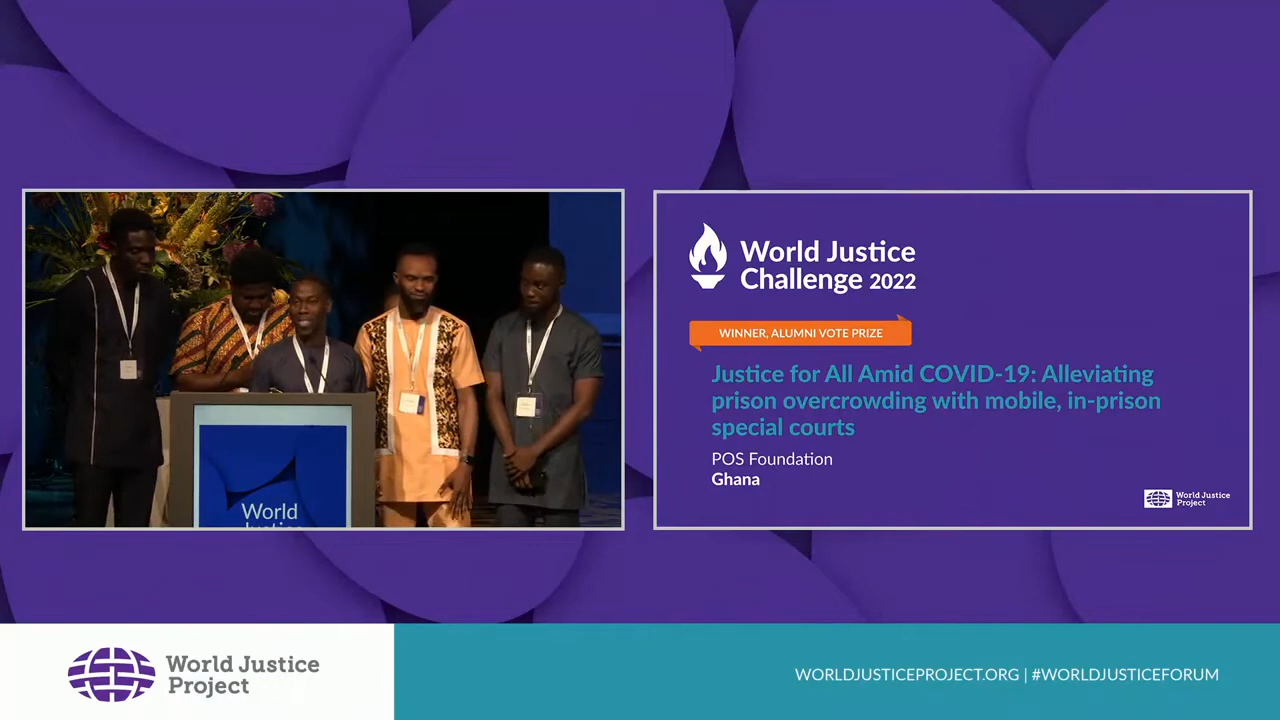 World Justice
Challenge 2022
WINNER, ALUMNI VOTE PRIZE
Justice for All Amid COVID-19: Alleviating
prison overcrowding with mobile, in-prison
special courts
POS Foundation
Ghana
World Justice
Project
World
Justice
World Justice
Project
WORLDJUSTICEPROJECT.ORG | #WORLDJUSTICEFORUM